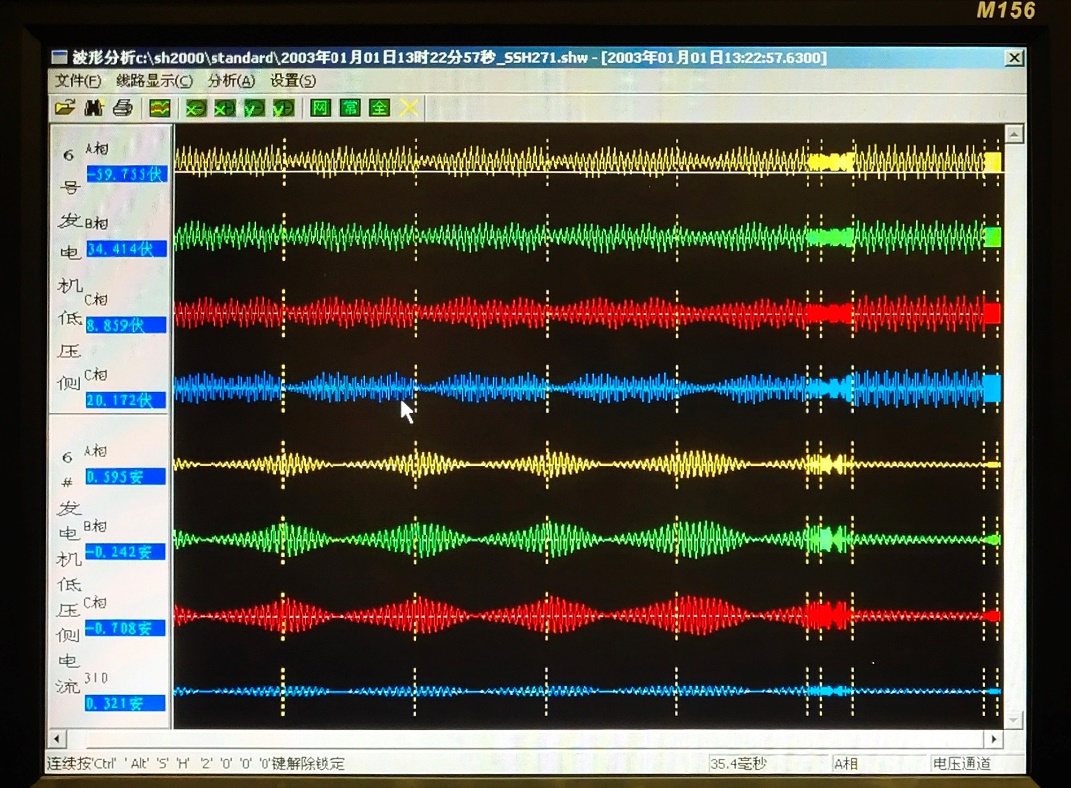 M156
波形分析c:\sh2000\standard\2003年01月01日13时22分57秒_SSH271.shw - [2003年01月01日13:22:57.6300]
文件(F) 线路显示(C) 分析(A) 设置(S)
网 常 全
6号发电机低压侧
A相
-59.755伏
B相
34.414伏
C相
8.859伏
C相
20.172伏
6#发电机低压侧电流
A相
0.595安
B相
-0.242安
C相
-0.708安
3I0
0.321安
连续按'Ctrl' 'Alt' 'S' 'H' '2' '0' '0' '0'键解除锁定
35.4毫秒 A相 电压通道